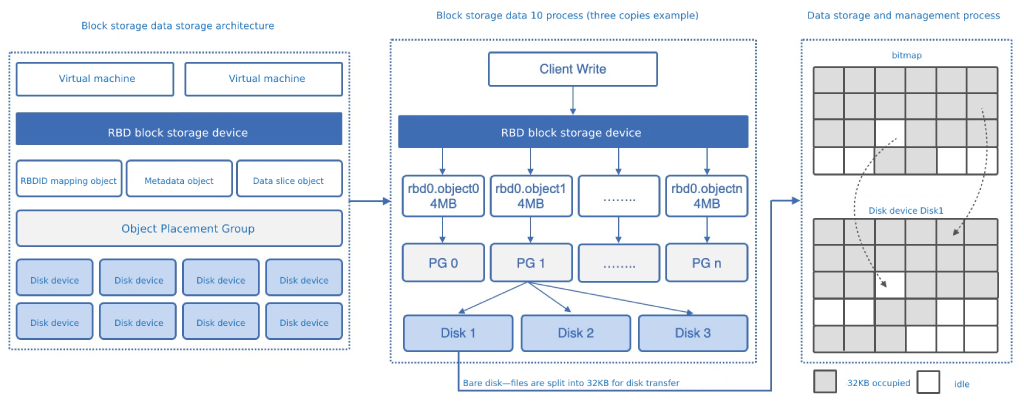 Block storage data storage architecture
Virtual machine
Virtual machine
RBD block storage device
RBDID mapping object
Metadata object
Data slice object
Object Placement Group
Disk device
Disk device
Disk device
Disk device
Disk device
Disk device
Disk device
Disk device
Block storage data 10 process (three copies example)
Client Write
RBD block storage device
rbd0.object0
4MB
rbd0.object1
4MB
........
rbd0.objectn
4MB
PG 0
PG 1
........
PG n
Disk 1
Disk 2
Disk 3
Bare disk—files are split into 32KB for disk transfer
Data storage and management process
bitmap
Disk device Disk1
32KB occupied
idle